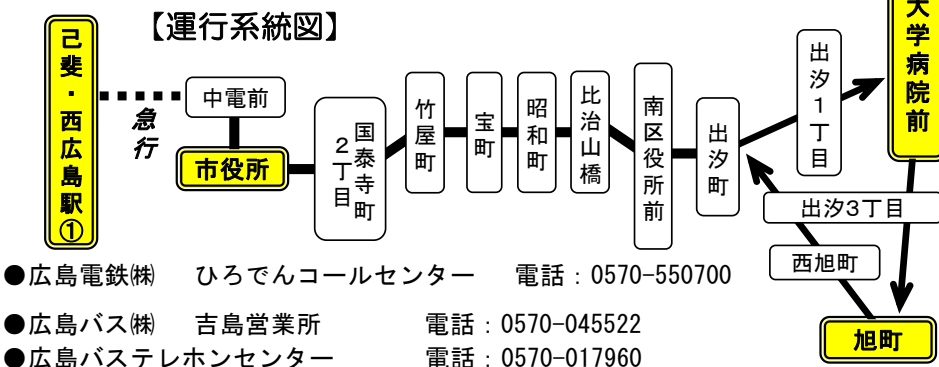 【運行系統図】
己斐・西広島駅①
急行
中電前
市役所
国泰寺町
2丁目
竹屋町
宝町
昭和町
比治山橋
南区役所前
出汐町
出汐1丁目
大学病院前
出汐3丁目
西旭町
旭町
●広島電鉄㈱ ひろでんコールセンター 電話：0570-550700
●広島バス㈱ 吉島営業所 電話：0570-045522
●広島バステレホンセンター 電話：0570-017960